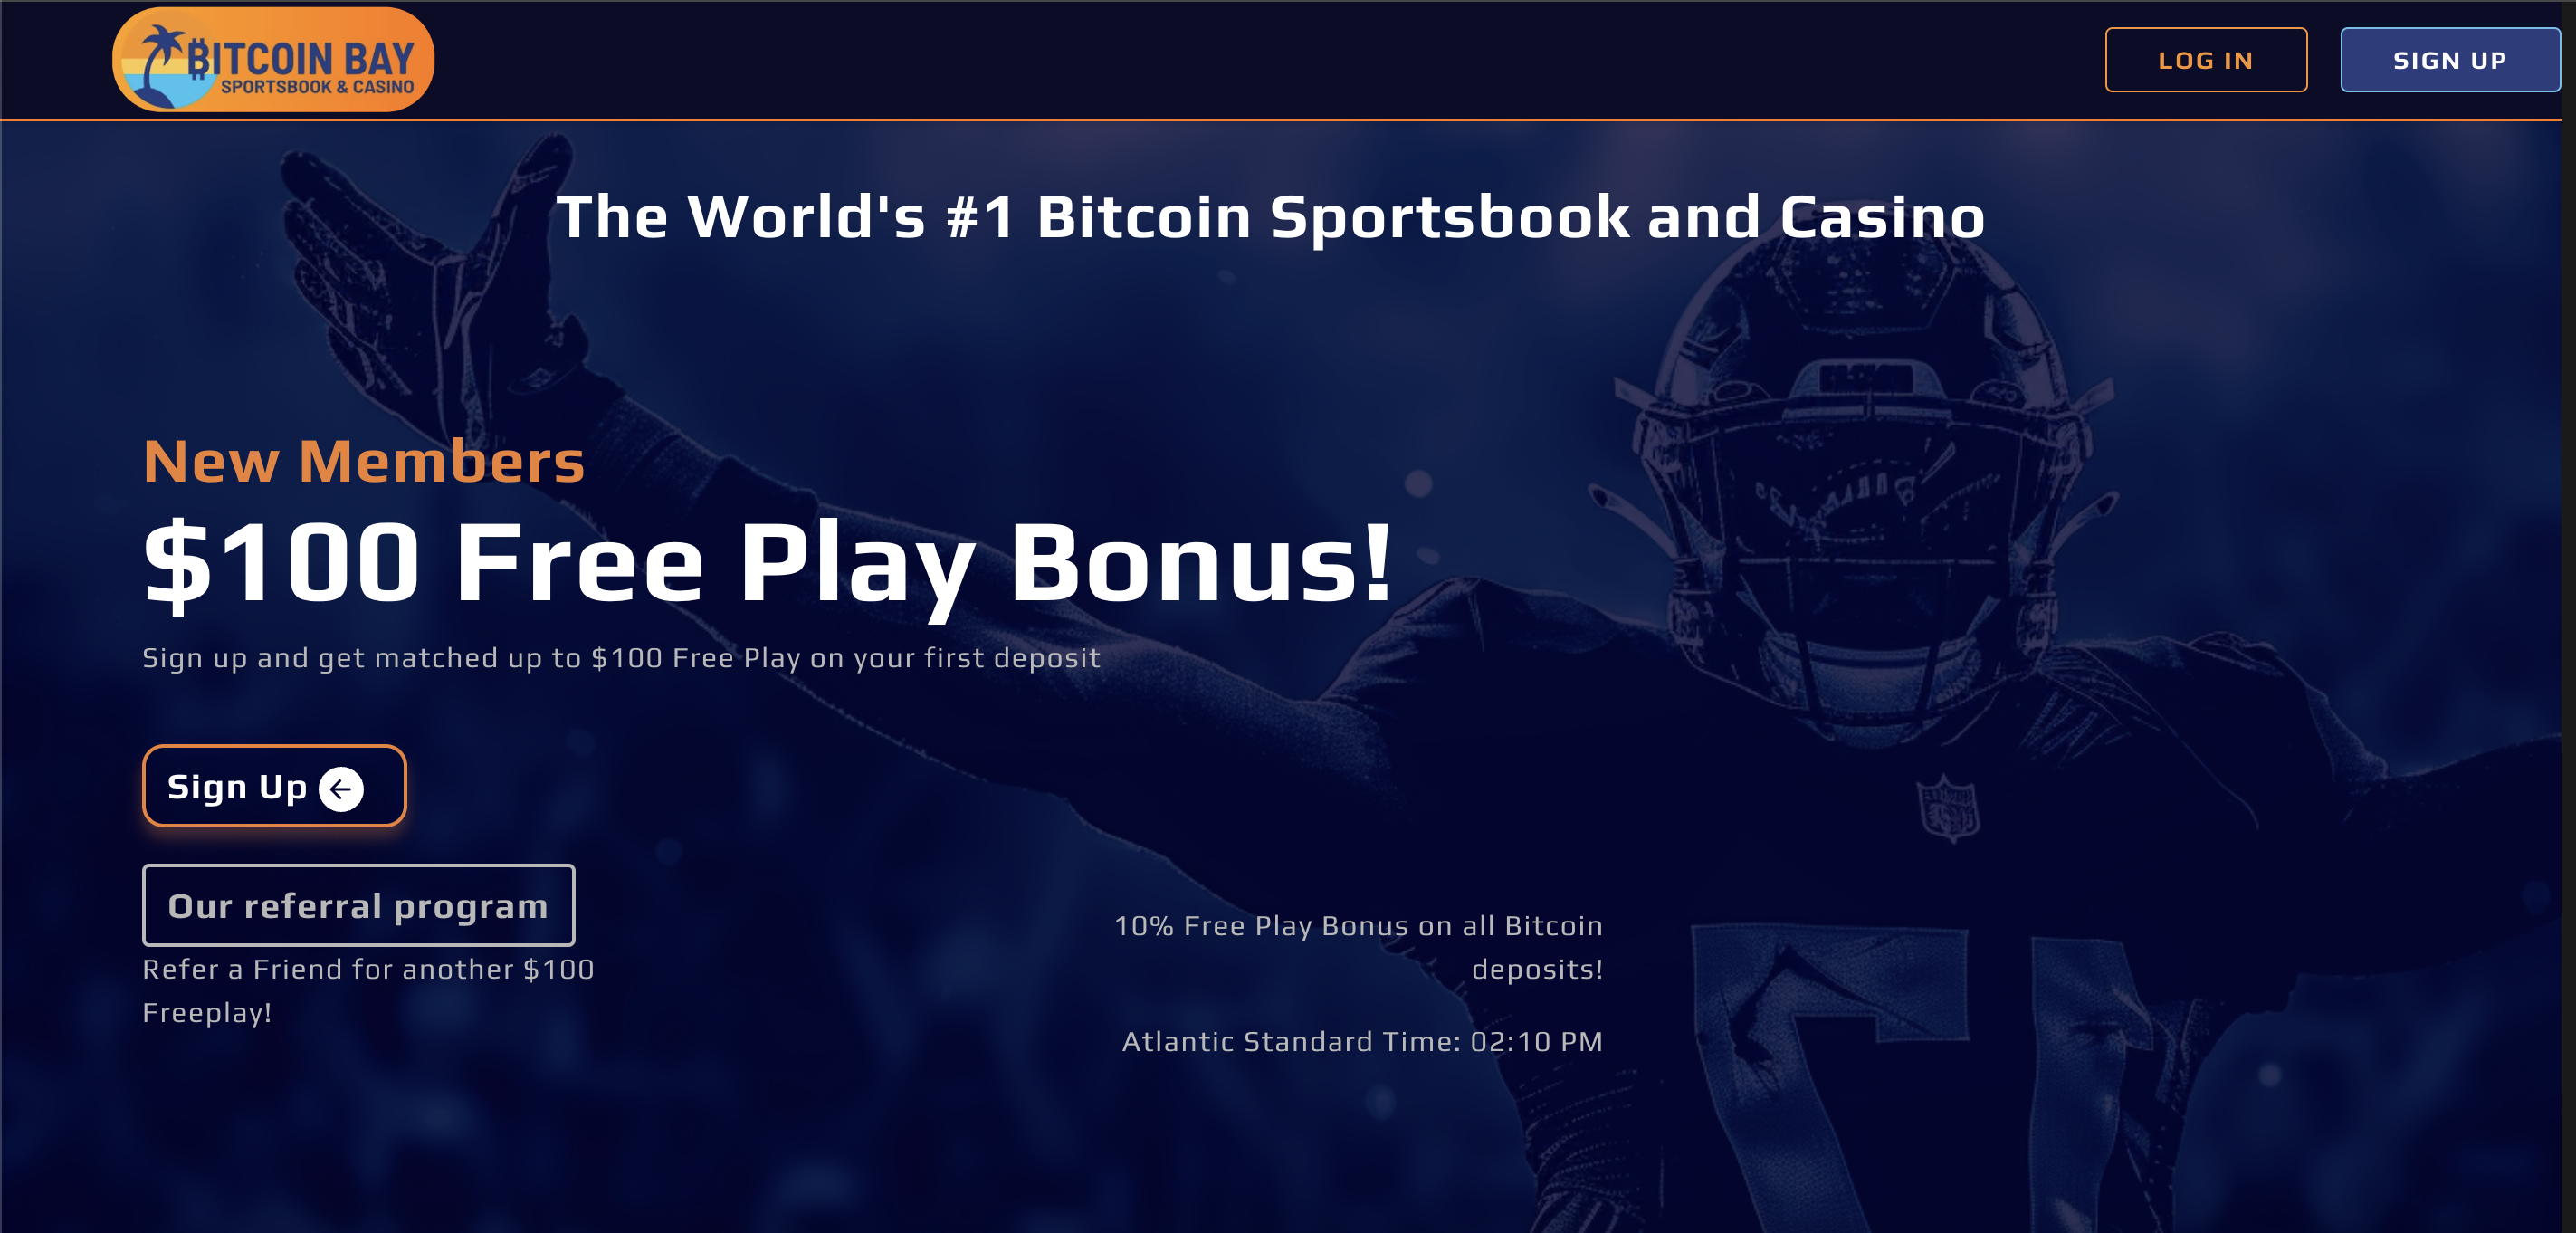 BITCOIN BAY
SPORTSBOOK & CASINO
LOG IN
SIGN UP
The World's #1 Bitcoin Sportsbook and Casino
New Members
$100 Free Play Bonus!
Sign up and get matched up to $100 Free Play on your first deposit
Sign Up
Our referral program
Refer a Friend for another $100
Freeplay!
10% Free Play Bonus on all Bitcoin
deposits!
Atlantic Standard Time: 02:10 PM